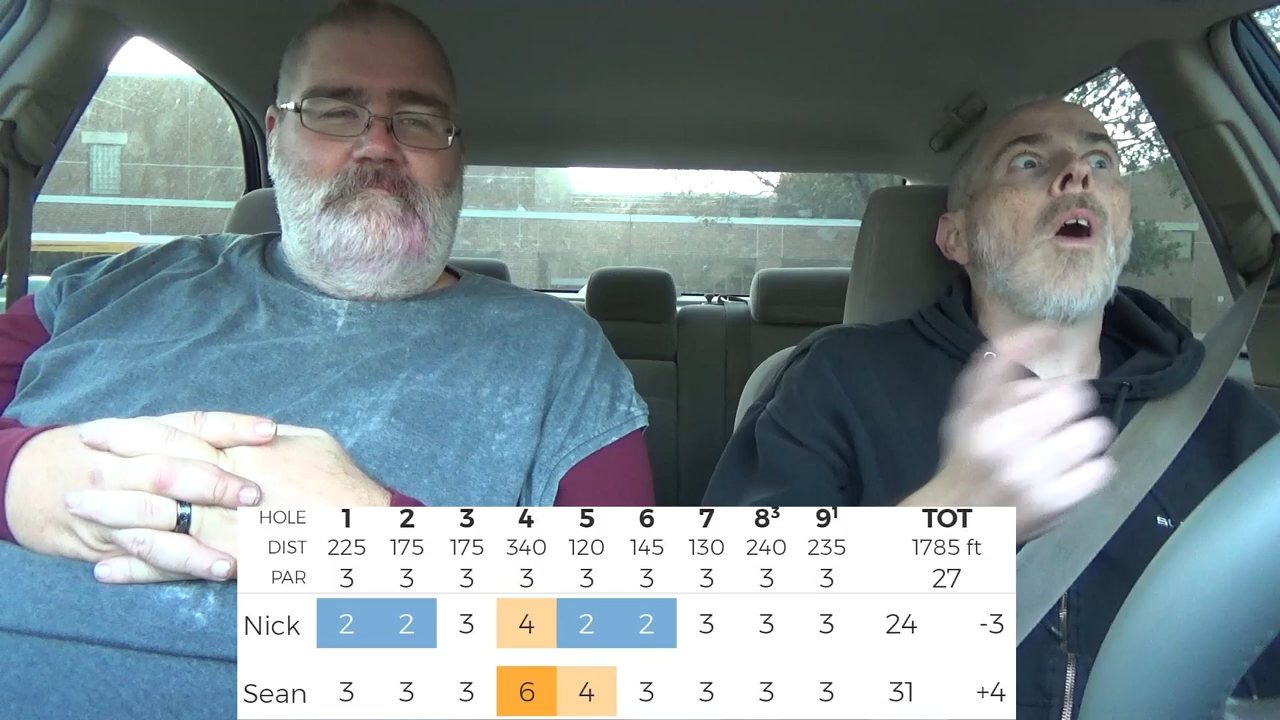 HOLE 1 2 3 4 5 6 7 8³ 9¹ TOT
DIST 225 175 175 340 120 145 130 240 235 1785 ft
PAR 3 3 3 3 3 3 3 3 3 27
Nick 2 2 3 4 2 2 3 3 3 24 -3
Sean 3 3 3 6 4 3 3 3 3 31 +4